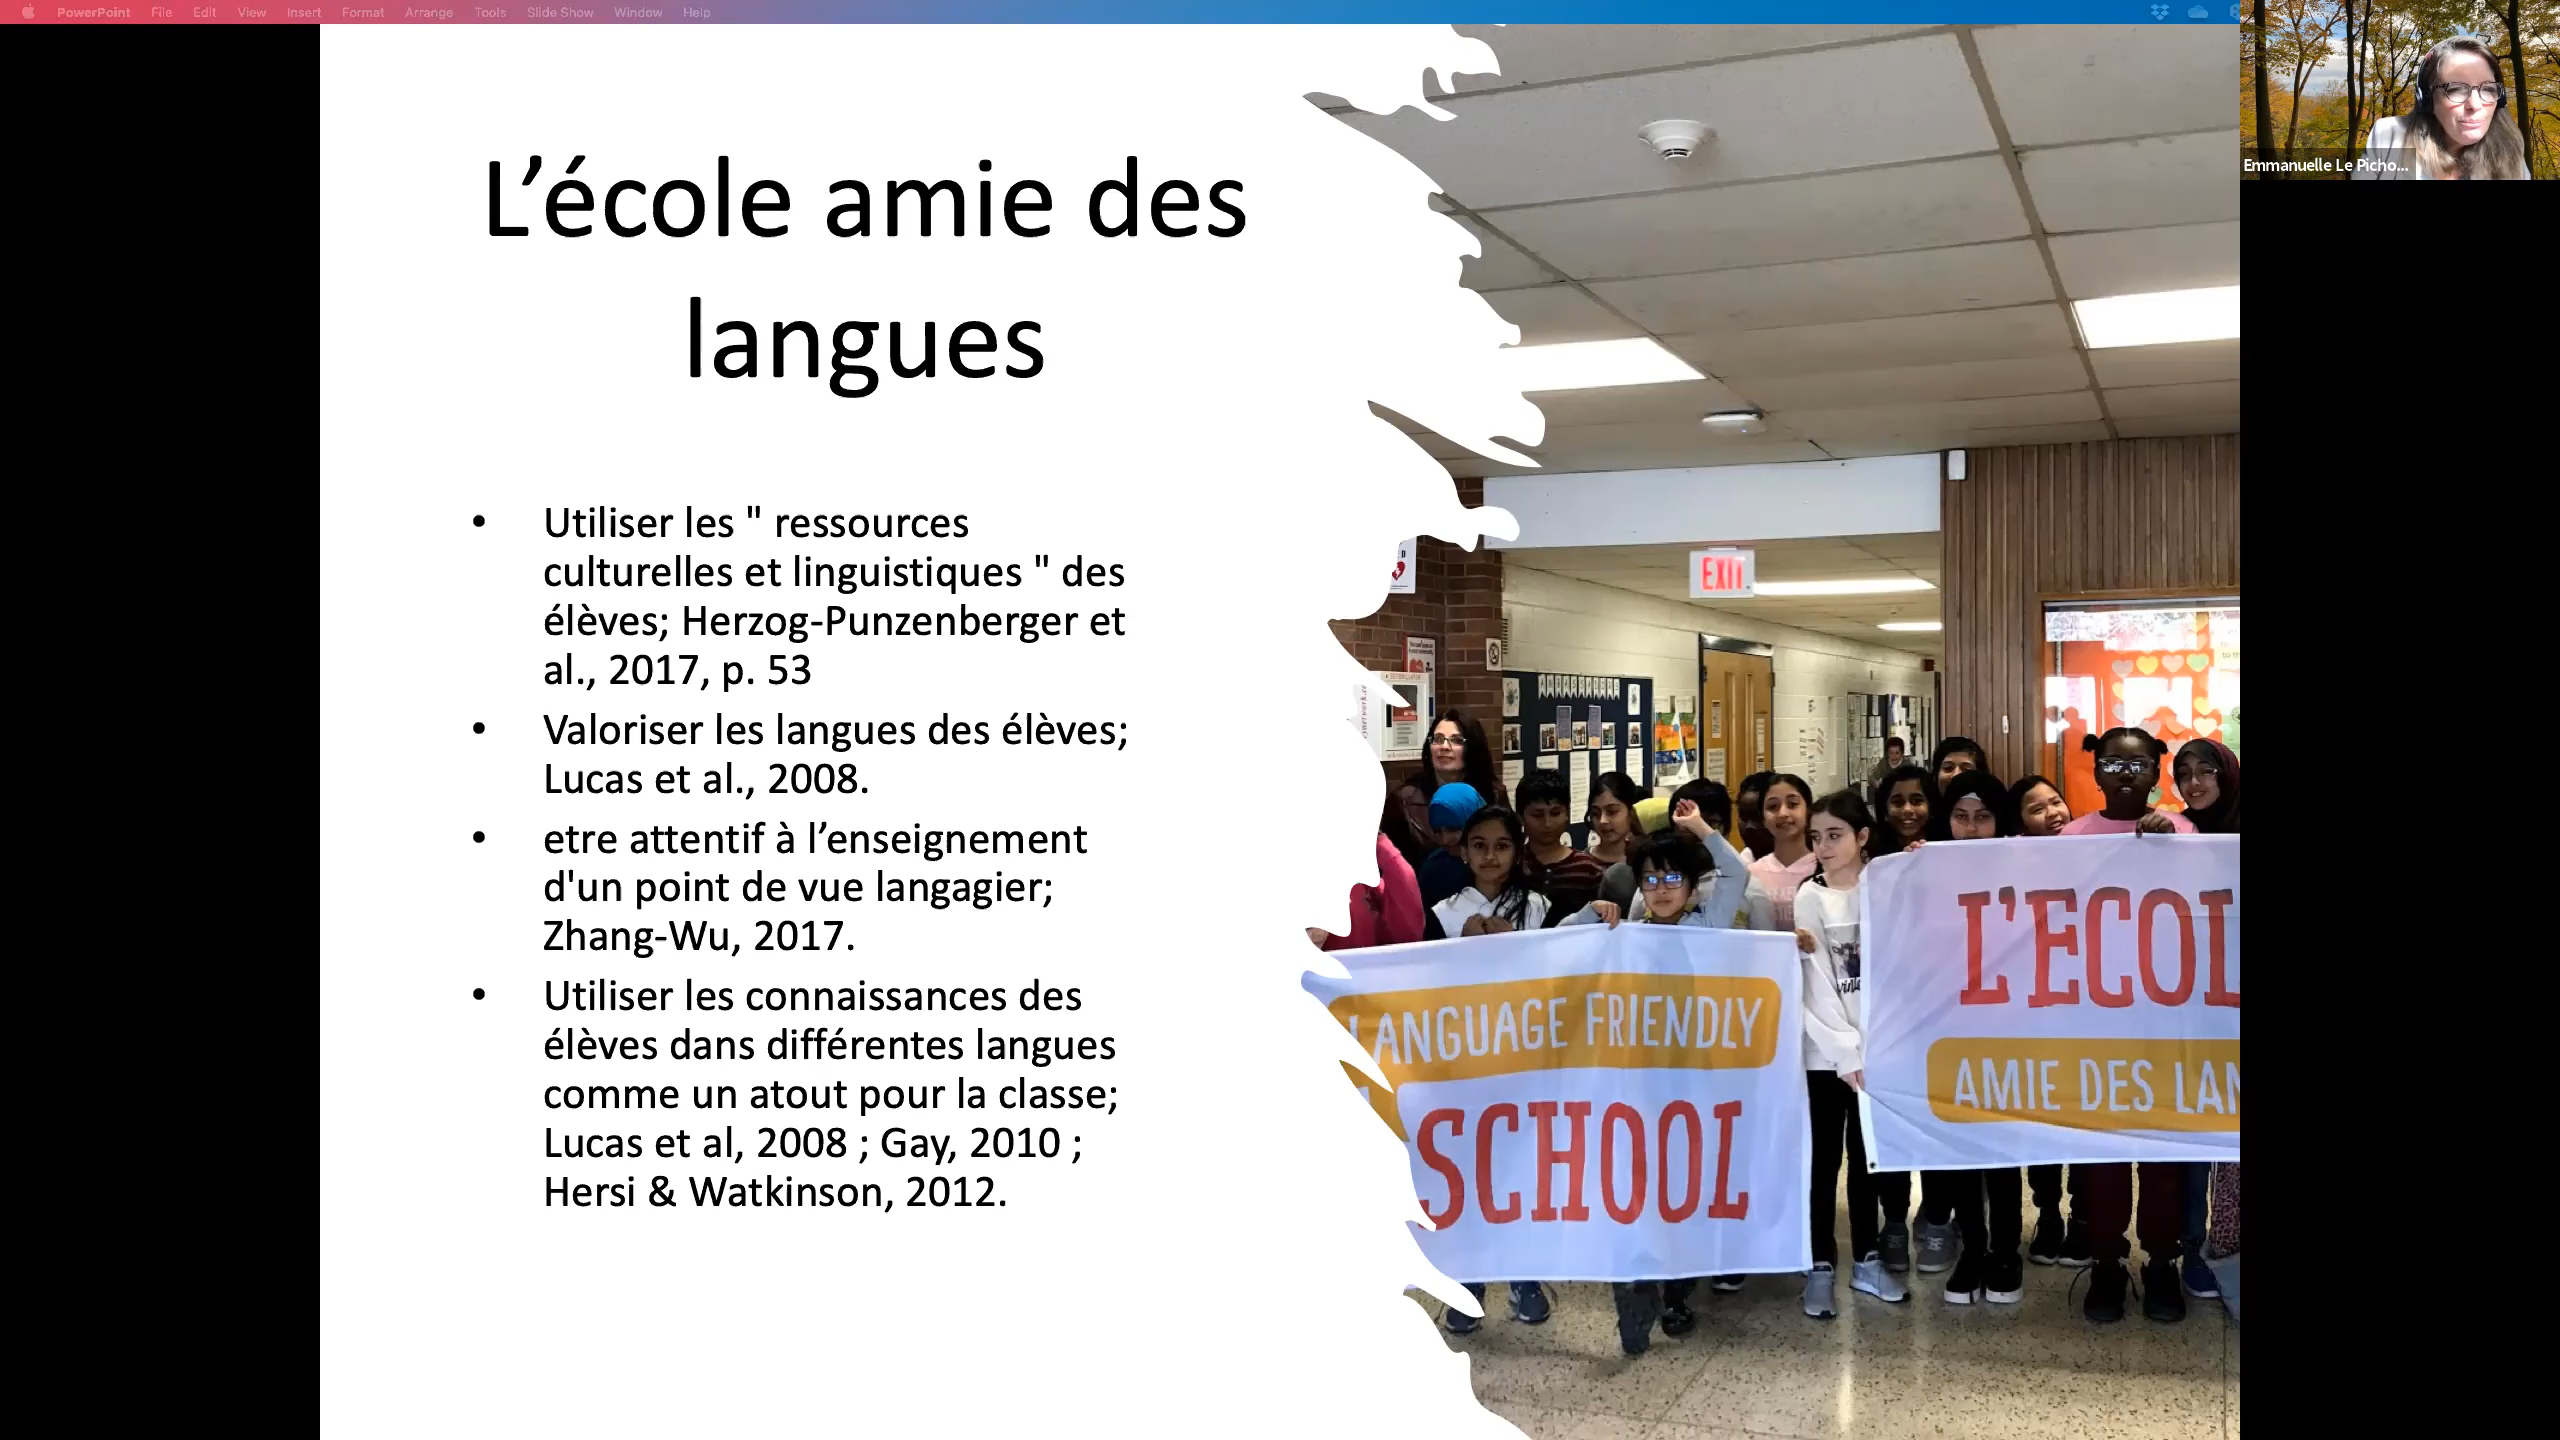 PowerPoint File Edit View Insert Format Arrange Tools Slide Show Window Help
Emmanuelle Le Picho...
L’école amie des
langues
• Utiliser les " ressources
culturelles et linguistiques " des
élèves; Herzog-Punzenberger et
al., 2017, p. 53
• Valoriser les langues des élèves;
Lucas et al., 2008.
• etre attentif à l’enseignement
d'un point de vue langagier;
Zhang-Wu, 2017.
• Utiliser les connaissances des
élèves dans différentes langues
comme un atout pour la classe;
Lucas et al, 2008 ; Gay, 2010 ;
Hersi & Watkinson, 2012.
EXIT
LANGUAGE FRIENDLY
SCHOOL
L'ECOL
AMIE DES LAN